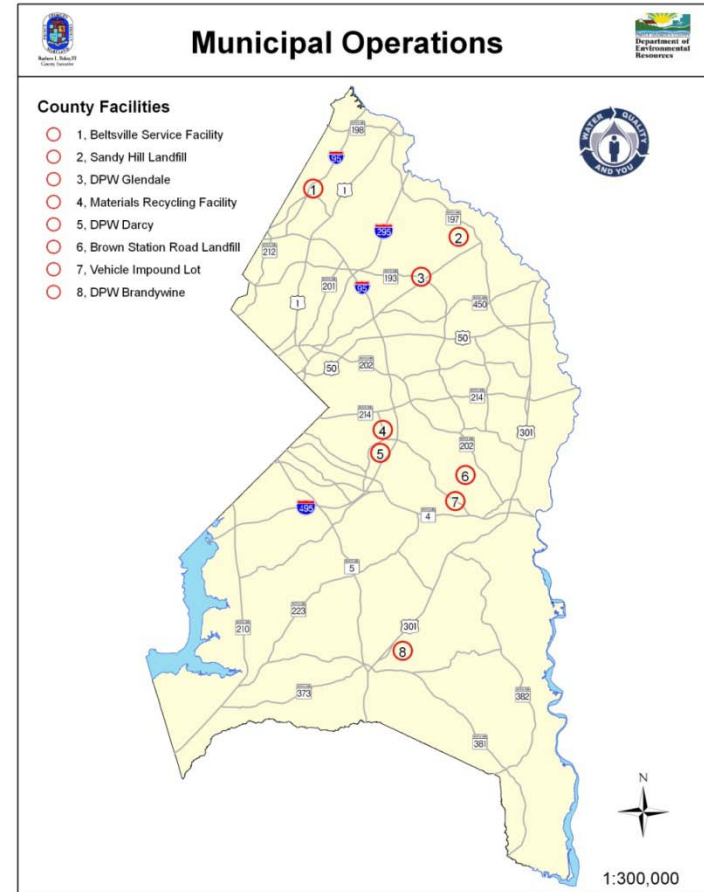 Municipal Operations
Department of
Environmental
Resources
County Facilities
1, Beltsville Service Facility
2, Sandy Hill Landfill
3, DPW Glendale
4, Materials Recycling Facility
5, DPW Darcy
6, Brown Station Road Landfill
7, Vehicle Impound Lot
8, DPW Brandywine
WATER QUALITY
AND YOU
198
95
1
1
295
197
2
212
3
193
201
95
450
1
50
50
202
214
214
4
301
202
5
6
7
495
4
5
223
301
210
8
373
382
381
N
1:300,000